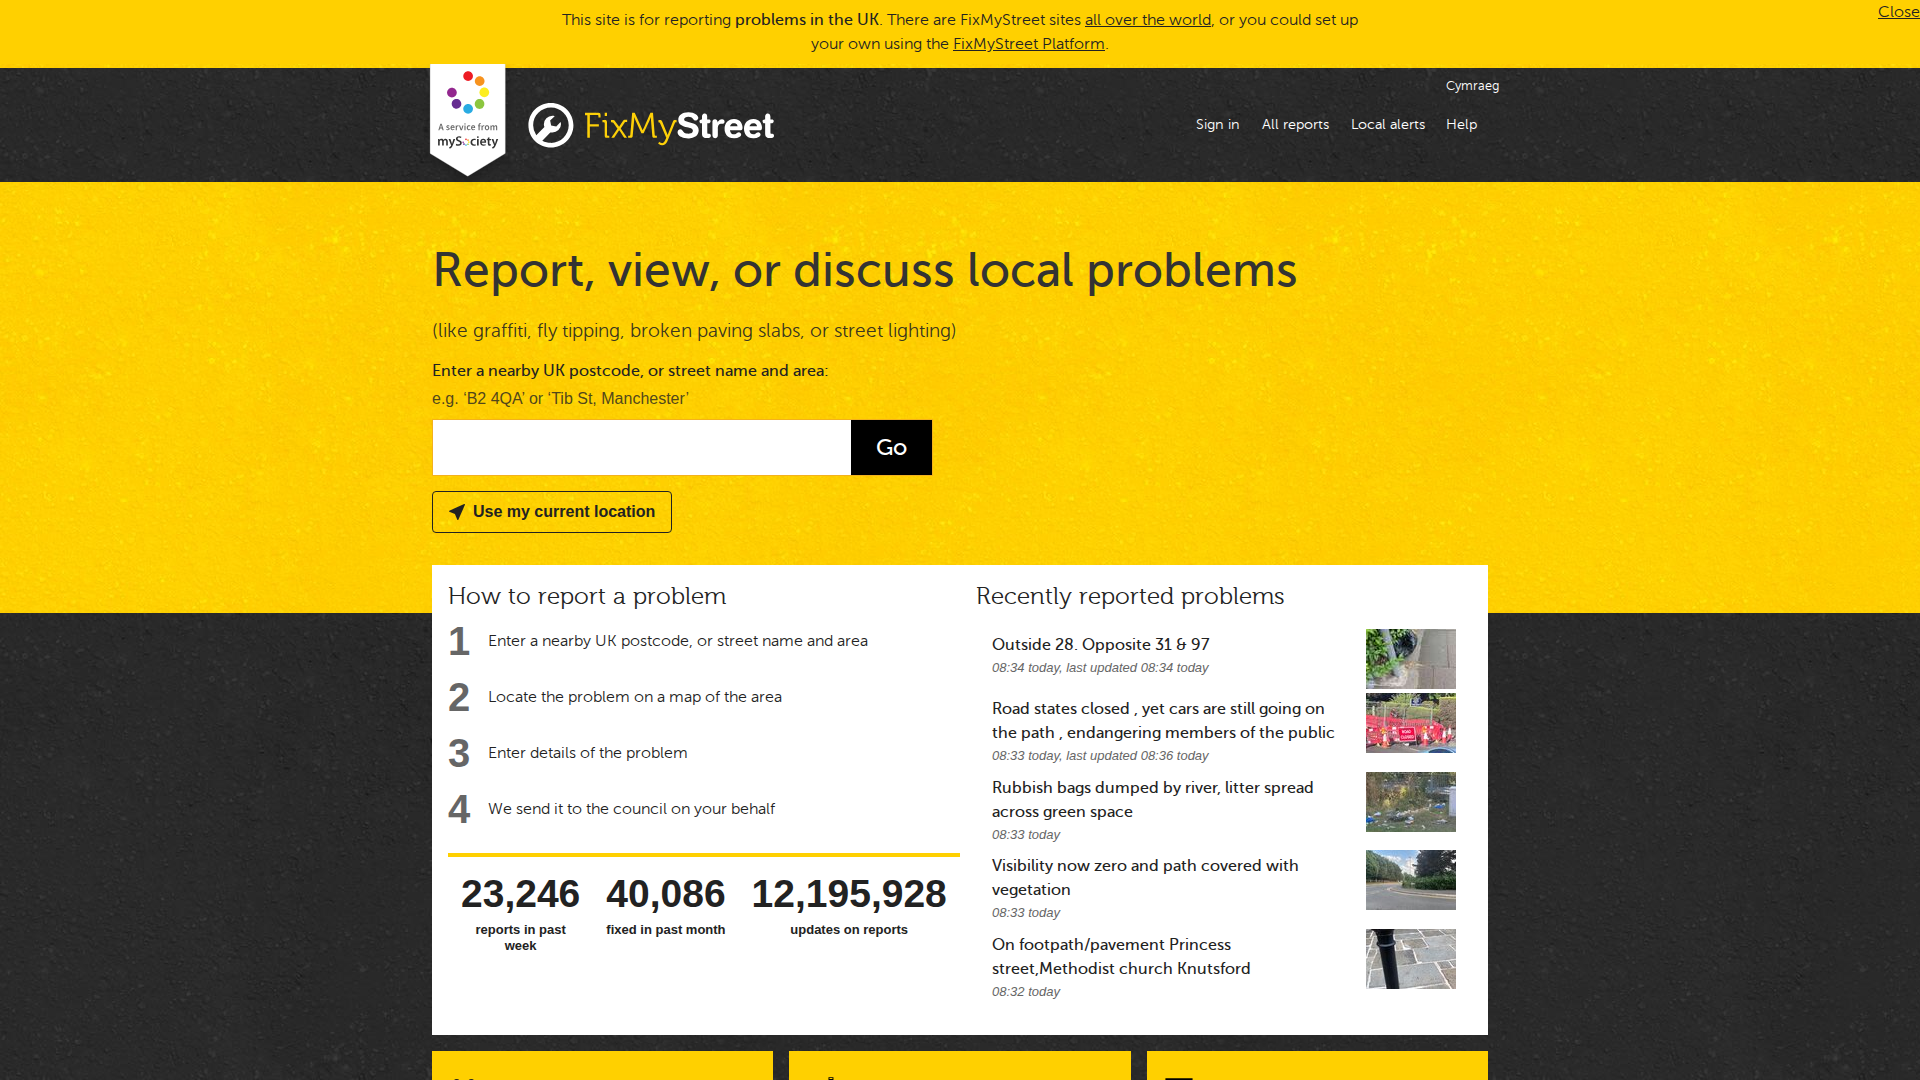 This site is for reporting problems in the UK. There are FixMyStreet sites all over the world, or you could set up
your own using the FixMyStreet Platform.
Close
A service from
mySociety
FixMyStreet
Cymraeg
Sign in
All reports
Local alerts
Help
Report, view, or discuss local problems
(like graffiti, fly tipping, broken paving slabs, or street lighting)
Enter a nearby UK postcode, or street name and area:
e.g. ‘B2 4QA’ or ‘Tib St, Manchester’
Go
Use my current location
How to report a problem
1 Enter a nearby UK postcode, or street name and area
2 Locate the problem on a map of the area
3 Enter details of the problem
4 We send it to the council on your behalf
23,246
reports in past
week
40,086
fixed in past month
12,195,928
updates on reports
Recently reported problems
Outside 28. Opposite 31 & 97
08:34 today, last updated 08:34 today
Road states closed , yet cars are still going on
the path , endangering members of the public
08:33 today, last updated 08:36 today
ROAD
CLOSED
Rubbish bags dumped by river, litter spread
across green space
08:33 today
Visibility now zero and path covered with
vegetation
08:33 today
On footpath/pavement Princess
street,Methodist church Knutsford
08:32 today